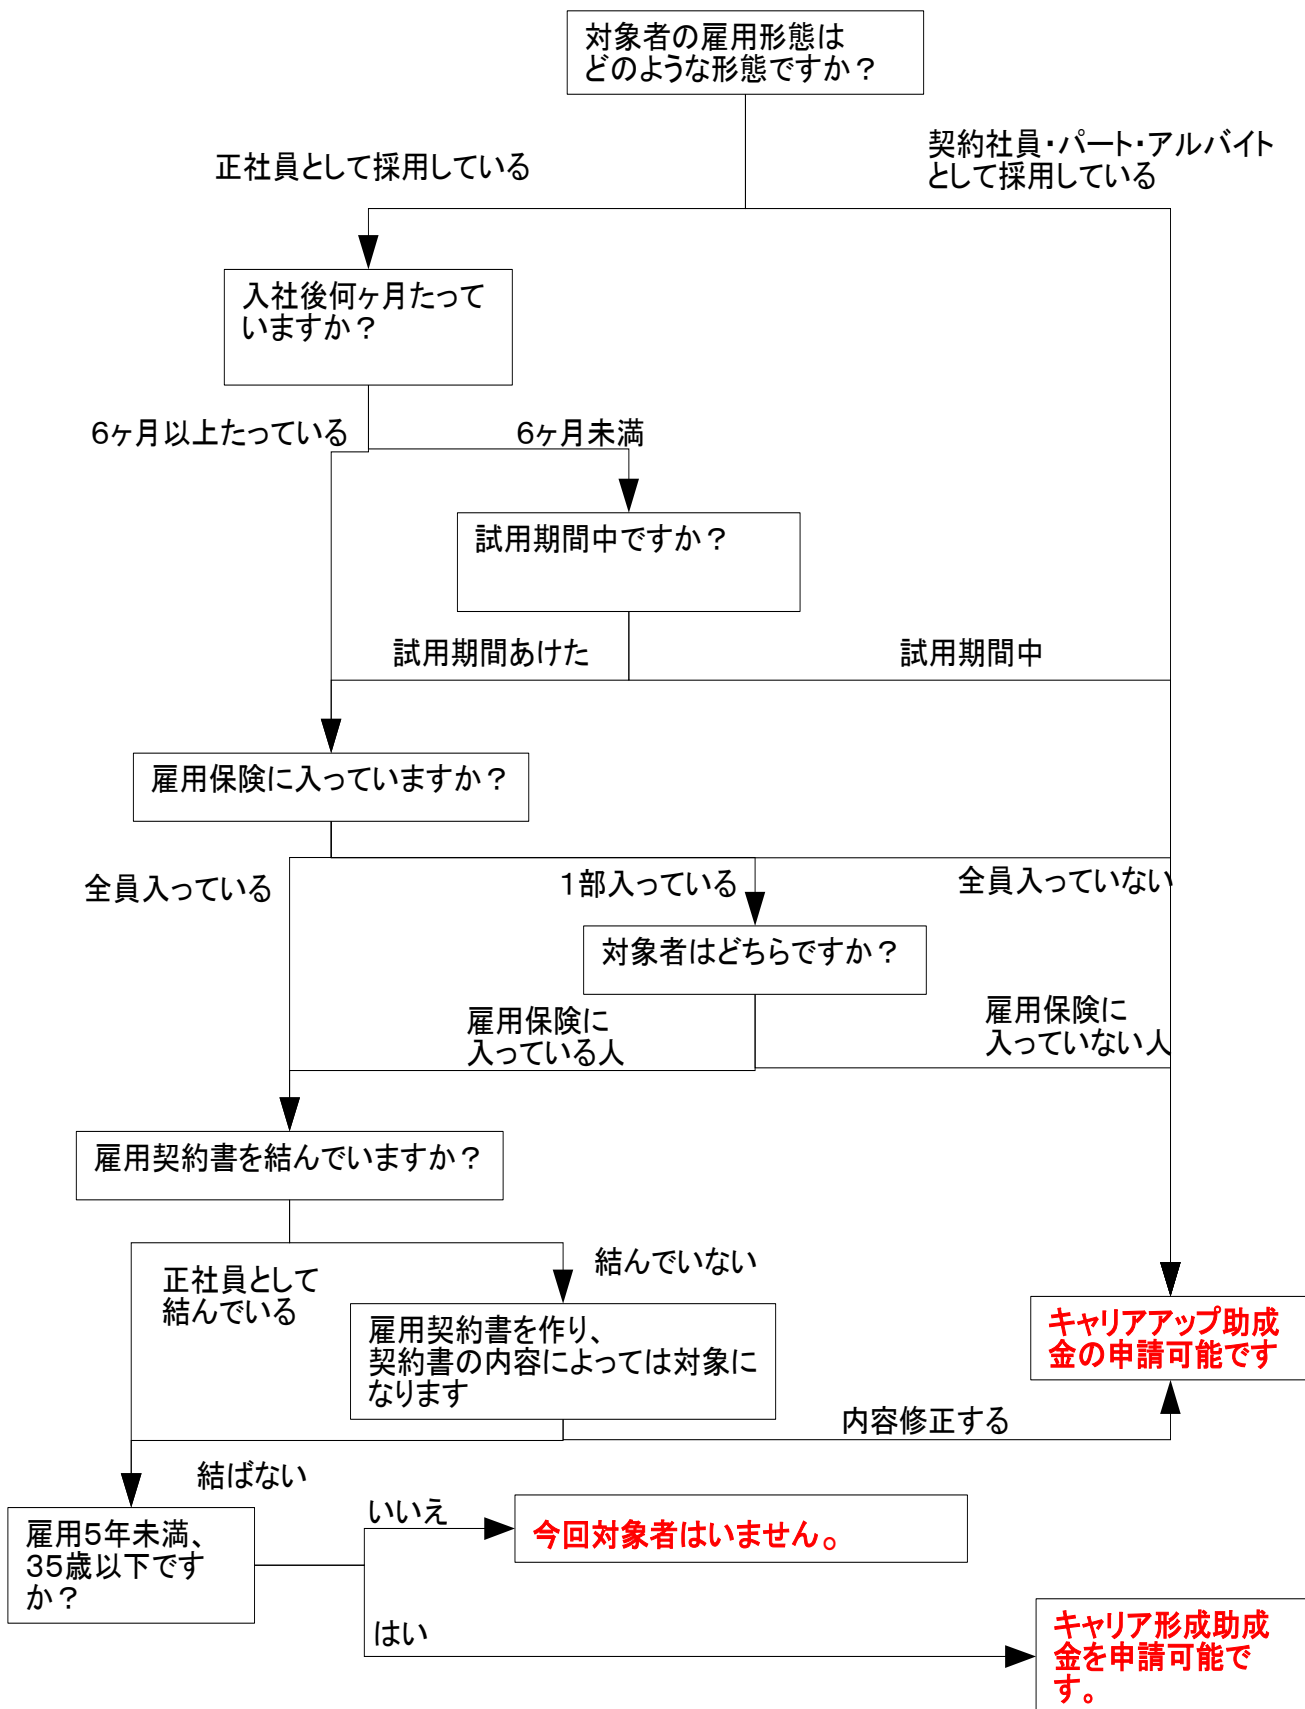 対象者の雇用形態は
どのような形態ですか？
正社員として採用している
契約社員・パート・アルバイト
として採用している
入社後何ヶ月たって
いますか？
6ヶ月以上たっている
6ヶ月未満
試用期間中ですか？
試用期間あけた
試用期間中
雇用保険に入っていますか？
全員入っている
1部入っている
全員入っていない
対象者はどちらですか？
雇用保険に
入っている人
雇用保険に
入っていない人
雇用契約書を結んでいますか？
正社員として
結んでいる
結んでいない
雇用契約書を作り、
契約書の内容によっては対象に
なります
キャリアアップ助成
金の申請可能です
内容修正する
結ばない
雇用5年未満、
35歳以下です
か？
いいえ
今回対象者はいません。
はい
キャリア形成助成
金を申請可能で
す。